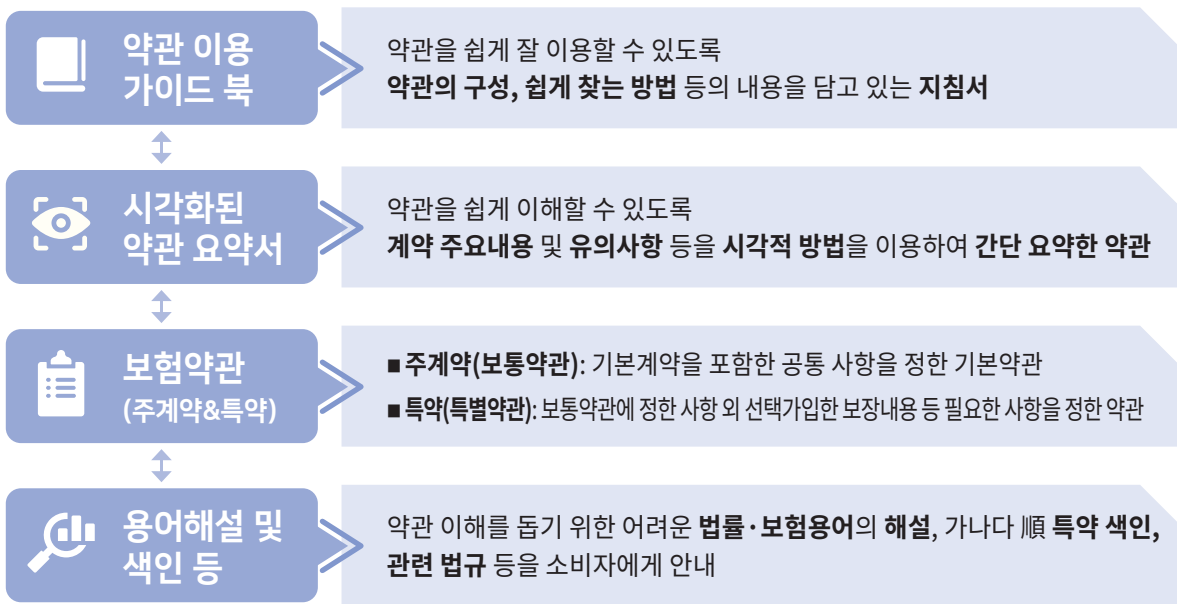 약관 이용
가이드 북
약관을 쉽게 잘 이용할 수 있도록
약관의 구성, 쉽게 찾는 방법 등의 내용을 담고 있는 지침서
시각화된
약관 요약서
약관을 쉽게 이해할 수 있도록
계약 주요내용 및 유의사항 등을 시각적 방법을 이용하여 간단 요약한 약관
보험약관
(주계약&특약)
■ 주계약(보통약관): 기본계약을 포함한 공통 사항을 정한 기본약관
■ 특약(특별약관): 보통약관에 정한 사항 외 선택가입한 보장내용 등 필요한 사항을 정한 약관
용어해설 및
색인 등
약관 이해를 돕기 위한 어려운 법률·보험용어의 해설, 가나다 順 특약 색인,
관련 법규 등을 소비자에게 안내